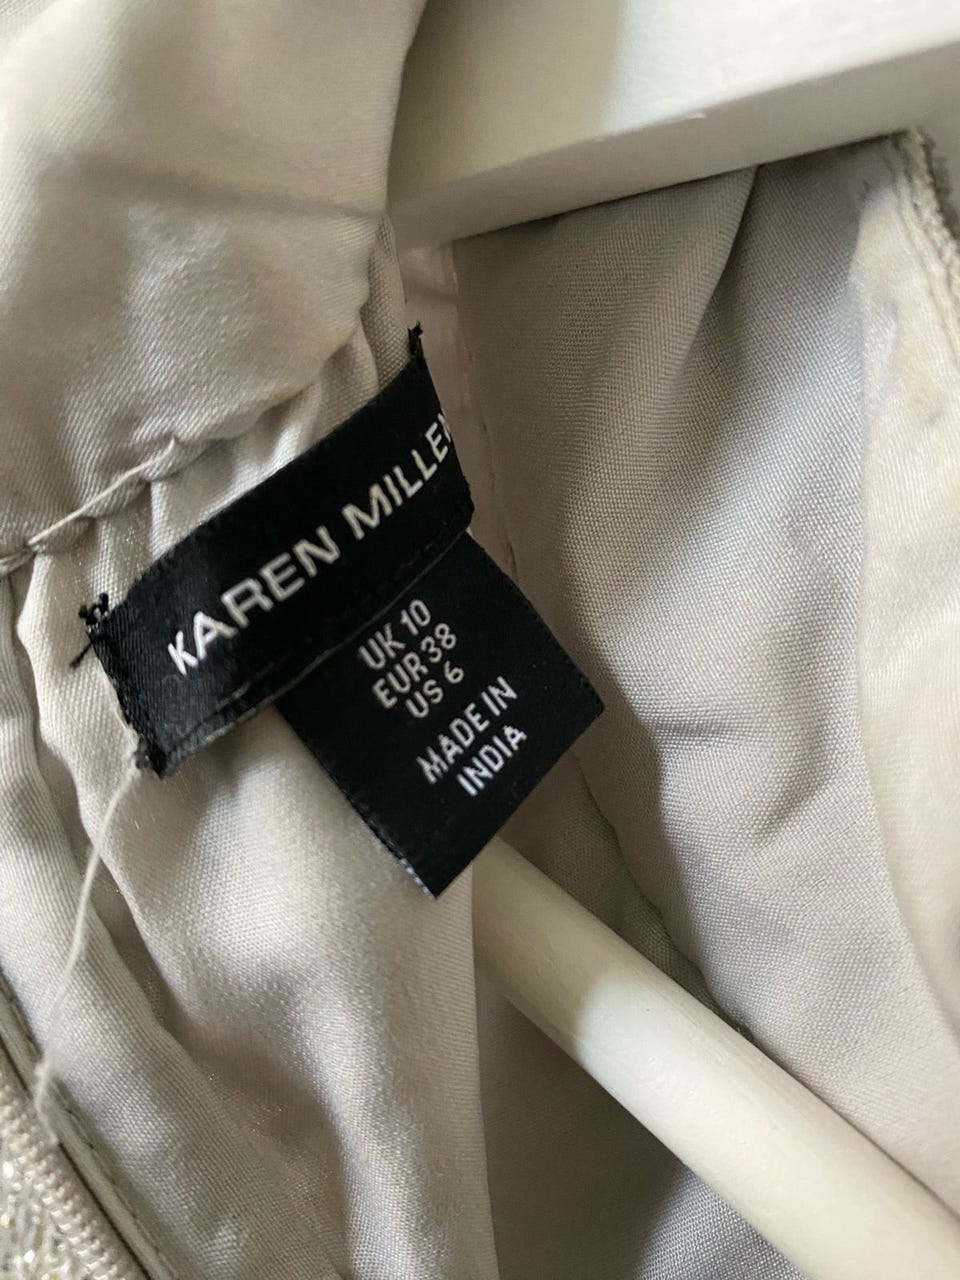 KAREN MILLEN
UK 10
EUR 38
US 6
MADE IN
INDIA